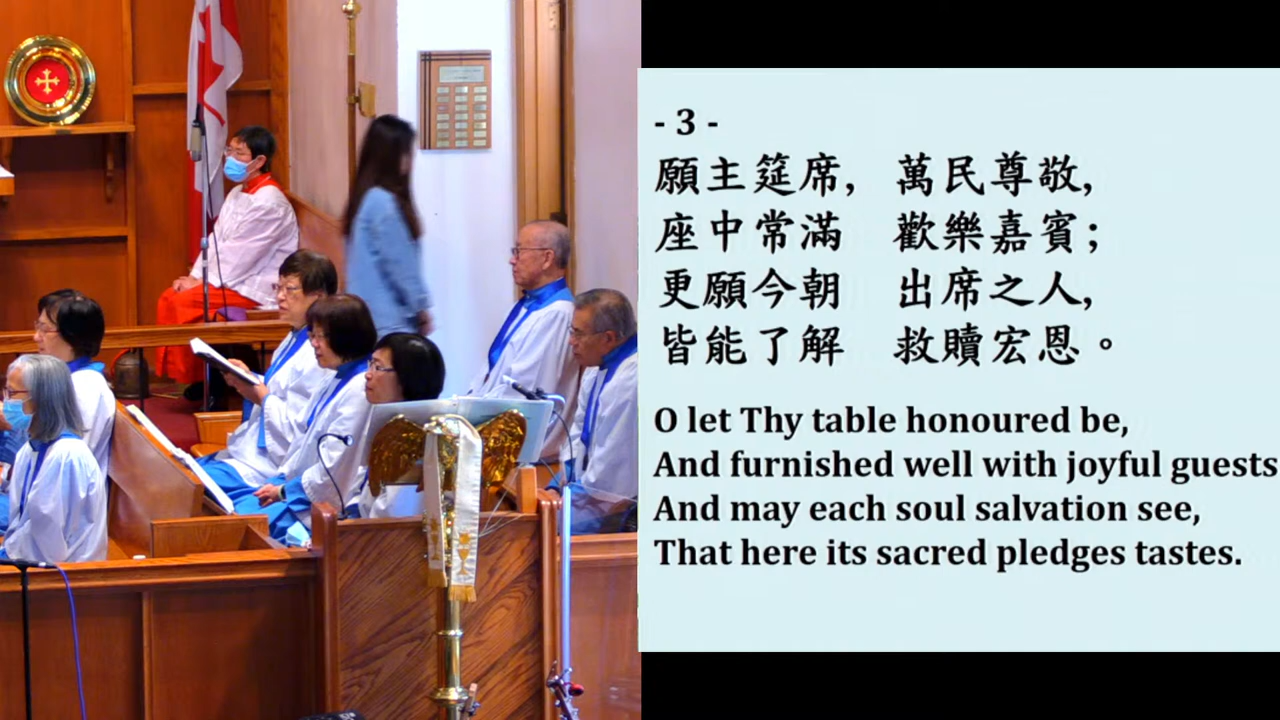 - 3 -
願主筵席, 萬民尊敬,
座中常滿 歡樂嘉賓;
更願今朝 出席之人,
皆能了解 救贖宏恩。
O let Thy table honoured be,
And furnished well with joyful guests
And may each soul salvation see,
That here its sacred pledges tastes.